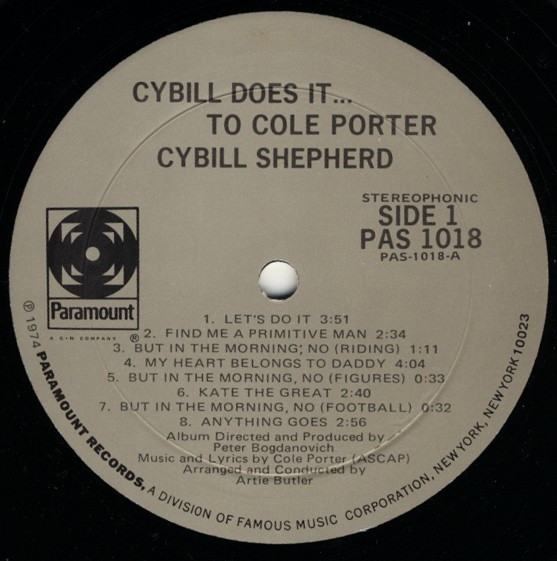 CYBILL DOES IT...
TO COLE PORTER
CYBILL SHEPHERD
STEREOPHONIC
SIDE 1
PAS 1018
PAS-1018-A
Paramount
A G+W COMPANY ®
1. LET'S DO IT 3:51
2. FIND ME A PRIMITIVE MAN 2:34
3. BUT IN THE MORNING, NO (RIDING) 1:11
4. MY HEART BELONGS TO DADDY 4:04
5. BUT IN THE MORNING, NO (FIGURES) 0:33
6. KATE THE GREAT 2:40
7. BUT IN THE MORNING, NO (FOOTBALL) 0:32
8. ANYTHING GOES 2:56
Album Directed and Produced by
Peter Bogdanovich
Music and Lyrics by Cole Porter (ASCAP)
Arranged and Conducted by
Artie Butler
℗ 1974 PARAMOUNT RECORDS, A DIVISION OF FAMOUS MUSIC CORPORATION, NEW YORK, NEW YORK 10023